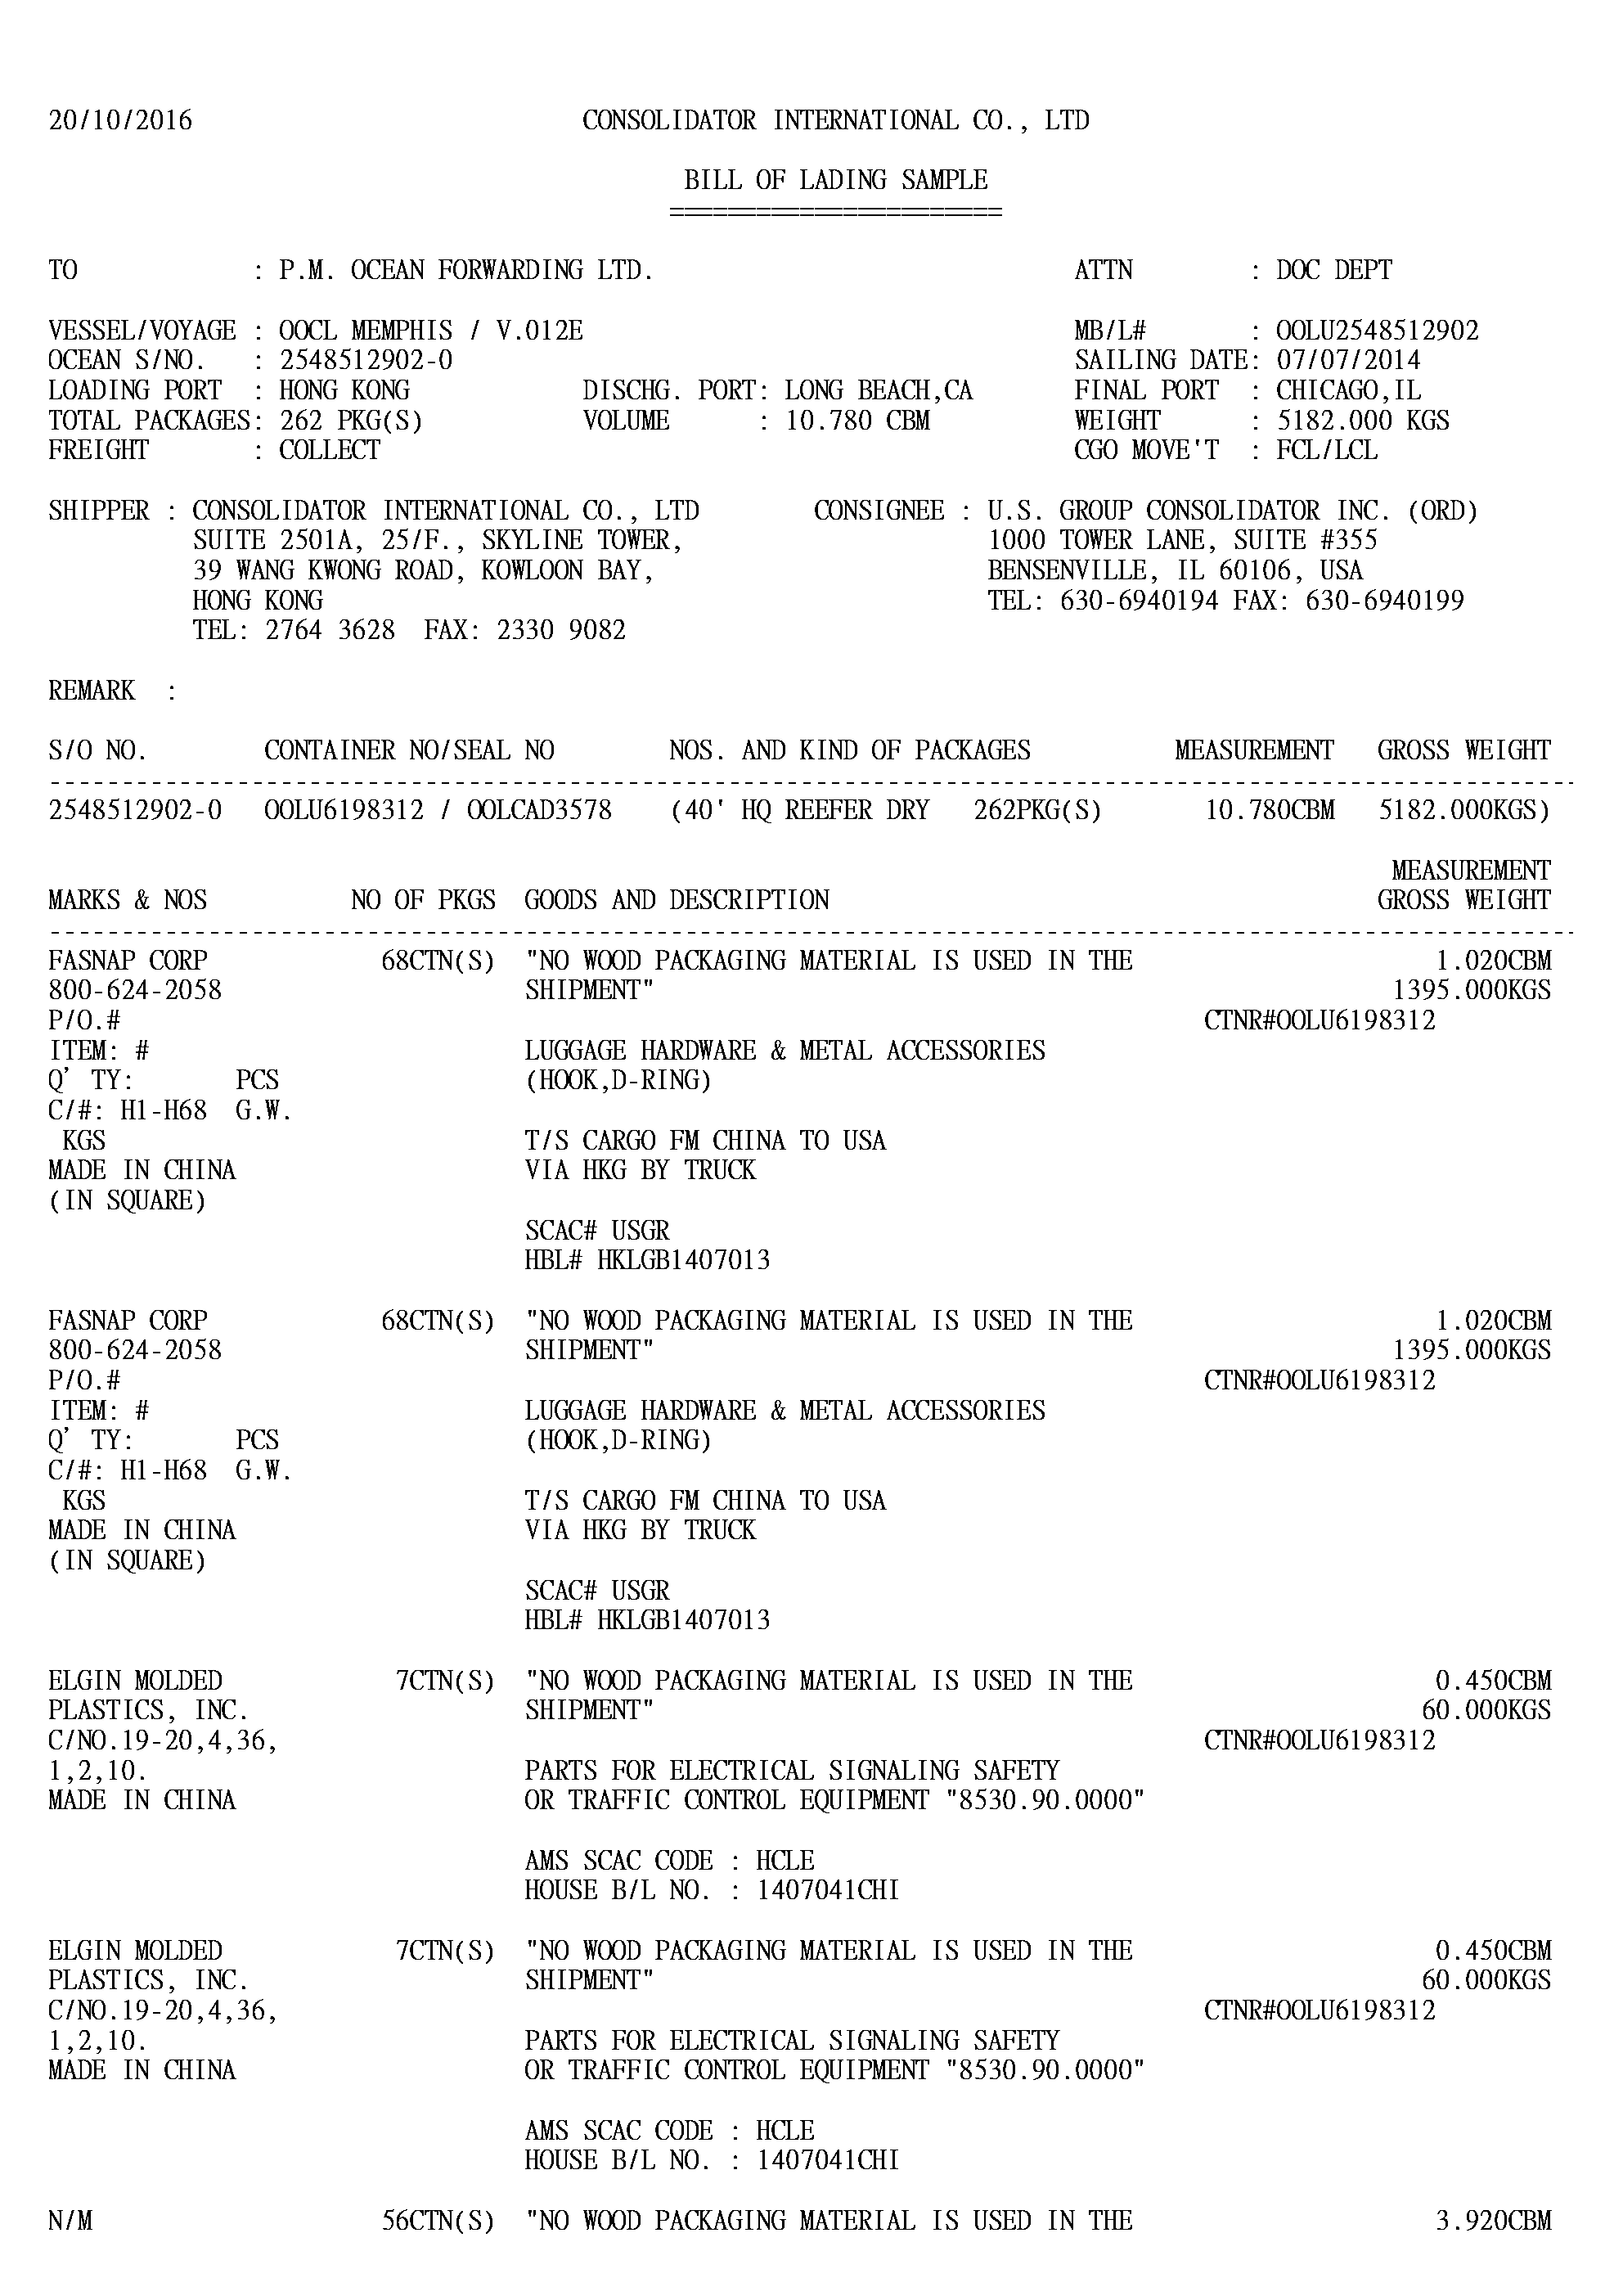 20/10/2016 CONSOLIDATOR INTERNATIONAL CO., LTD
BILL OF LADING SAMPLE
=======================
TO : P.M. OCEAN FORWARDING LTD. ATTN : DOC DEPT
VESSEL/VOYAGE : OOCL MEMPHIS / V.012E MB/L# : OOLU2548512902
OCEAN S/NO. : 2548512902-0 SAILING DATE: 07/07/2014
LOADING PORT : HONG KONG DISCHG. PORT: LONG BEACH,CA FINAL PORT : CHICAGO,IL
TOTAL PACKAGES: 262 PKG(S) VOLUME : 10.780 CBM WEIGHT : 5182.000 KGS
FREIGHT : COLLECT CGO MOVE'T : FCL/LCL
SHIPPER : CONSOLIDATOR INTERNATIONAL CO., LTD CONSIGNEE : U.S. GROUP CONSOLIDATOR INC. (ORD)
SUITE 2501A, 25/F., SKYLINE TOWER, 1000 TOWER LANE, SUITE #355
39 WANG KWONG ROAD, KOWLOON BAY, BENSENVILLE, IL 60106, USA
HONG KONG TEL: 630-6940194 FAX: 630-6940199
TEL: 2764 3628 FAX: 2330 9082
REMARK :
S/O NO. CONTAINER NO/SEAL NO NOS. AND KIND OF PACKAGES MEASUREMENT GROSS WEIGHT
2548512902-0 OOLU6198312 / OOLCAD3578 (40' HQ REEFER DRY 262PKG(S) 10.780CBM 5182.000KGS)
MEASUREMENT
MARKS & NOS NO OF PKGS GOODS AND DESCRIPTION GROSS WEIGHT
FASNAP CORP 68CTN(S) "NO WOOD PACKAGING MATERIAL IS USED IN THE 1.020CBM
800-624-2058 SHIPMENT" 1395.000KGS
P/O.# CTNR#OOLU6198312
ITEM: # LUGGAGE HARDWARE & METAL ACCESSORIES
Q' TY: PCS (HOOK,D-RING)
C/#: H1-H68 G.W.
KGS T/S CARGO FM CHINA TO USA
MADE IN CHINA VIA HKG BY TRUCK
(IN SQUARE)
SCAC# USGR
HBL# HKLGB1407013
FASNAP CORP 68CTN(S) "NO WOOD PACKAGING MATERIAL IS USED IN THE 1.020CBM
800-624-2058 SHIPMENT" 1395.000KGS
P/O.# CTNR#OOLU6198312
ITEM: # LUGGAGE HARDWARE & METAL ACCESSORIES
Q' TY: PCS (HOOK,D-RING)
C/#: H1-H68 G.W.
KGS T/S CARGO FM CHINA TO USA
MADE IN CHINA VIA HKG BY TRUCK
(IN SQUARE)
SCAC# USGR
HBL# HKLGB1407013
ELGIN MOLDED 7CTN(S) "NO WOOD PACKAGING MATERIAL IS USED IN THE 0.450CBM
PLASTICS, INC. SHIPMENT" 60.000KGS
C/NO.19-20,4,36, CTNR#OOLU6198312
1,2,10. PARTS FOR ELECTRICAL SIGNALING SAFETY
MADE IN CHINA OR TRAFFIC CONTROL EQUIPMENT "8530.90.0000"
AMS SCAC CODE : HCLE
HOUSE B/L NO. : 1407041CHI
ELGIN MOLDED 7CTN(S) "NO WOOD PACKAGING MATERIAL IS USED IN THE 0.450CBM
PLASTICS, INC. SHIPMENT" 60.000KGS
C/NO.19-20,4,36, CTNR#OOLU6198312
1,2,10. PARTS FOR ELECTRICAL SIGNALING SAFETY
MADE IN CHINA OR TRAFFIC CONTROL EQUIPMENT "8530.90.0000"
AMS SCAC CODE : HCLE
HOUSE B/L NO. : 1407041CHI
N/M 56CTN(S) "NO WOOD PACKAGING MATERIAL IS USED IN THE 3.920CBM